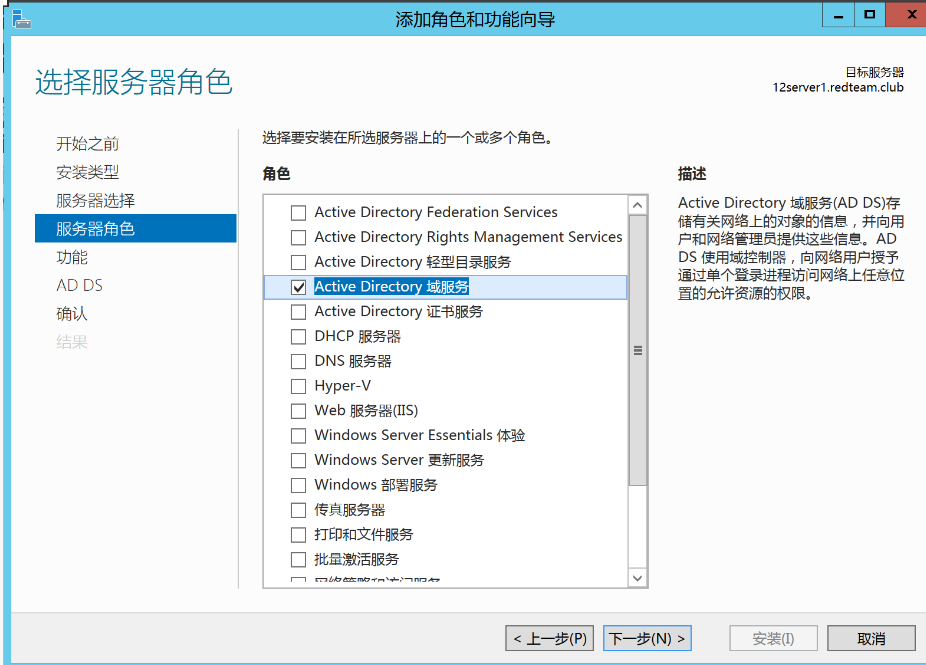 添加角色和功能向导
选择服务器角色
目标服务器
12server1.redteam.club
开始之前
安装类型
服务器选择
服务器角色
功能
AD DS
确认
结果
选择要安装在所选服务器上的一个或多个角色。
角色
Active Directory Federation Services
Active Directory Rights Management Services
Active Directory 轻型目录服务
Active Directory 域服务
Active Directory 证书服务
DHCP 服务器
DNS 服务器
Hyper-V
Web 服务器(IIS)
Windows Server Essentials 体验
Windows Server 更新服务
Windows 部署服务
传真服务器
打印和文件服务
批量激活服务
网络策略和访问服务
描述
Active Directory 域服务(AD DS)存
储有关网络上的对象的信息，并向用
户和网络管理员提供这些信息。AD
DS 使用域控制器，向网络用户授予
通过单个登录进程访问网络上任意位
置的允许资源的权限。
< 上一步(P)
下一步(N) >
安装(I)
取消